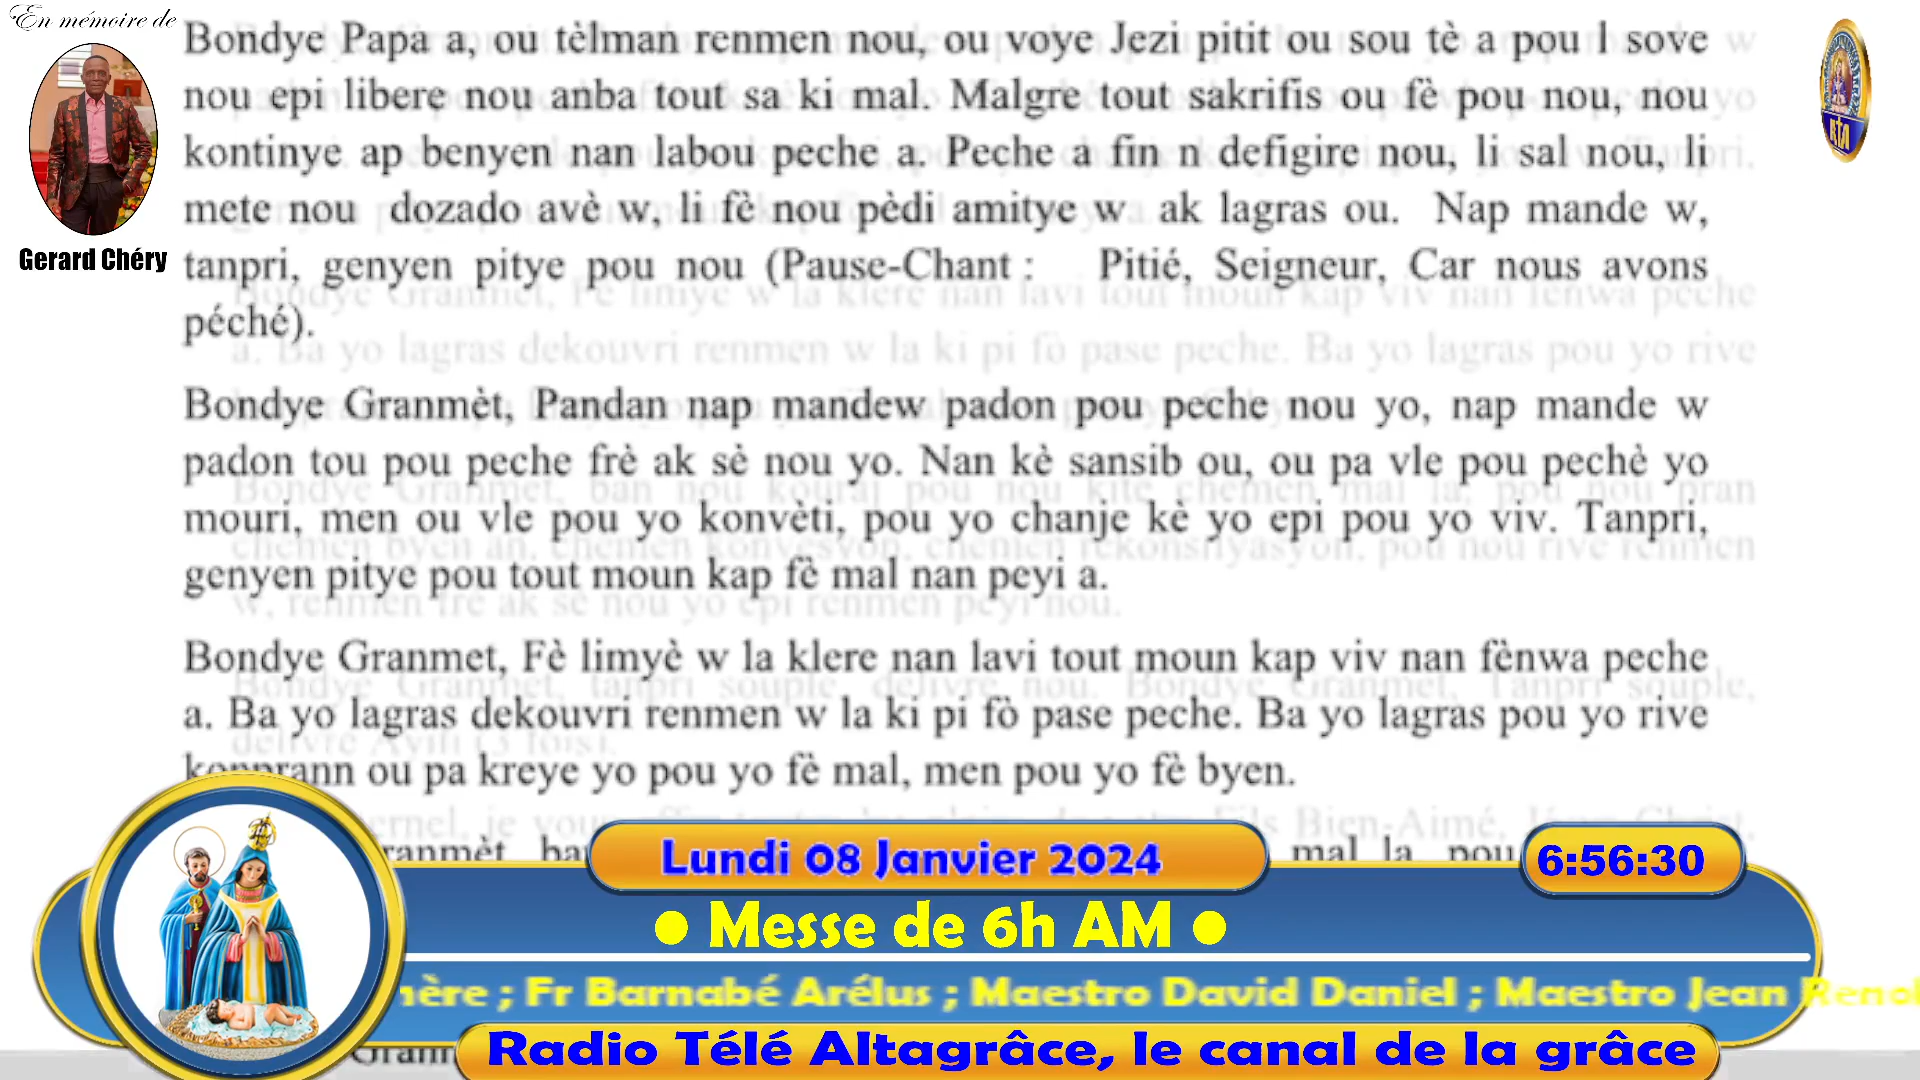 En mémoire de
Gerard Chéry
Bondye Papa a, ou tèlman renmen nou, ou voye Jezi pitit ou sou tè a pou l sove
nou epi libere nou anba tout sa ki mal. Malgre tout sakrifis ou fè pou nou, nou
kontinye ap benyen nan labou peche a. Peche a fin n defigire nou, li sal nou, li
mete nou dozado avè w, li fè nou pèdi amitye w ak lagras ou. Nap mande w,
tanpri, genyen pitye pou nou (Pause-Chant : Pitié, Seigneur, Car nous avons
péché).
Bondye Granmèt, Pandan nap mandew padon pou peche nou yo, nap mande w
padon tou pou peche frè ak sè nou yo. Nan kè sansib ou, ou pa vle pou pechè yo
mouri, men ou vle pou yo konvèti, pou yo chanje kè yo epi pou yo viv. Tanpri,
genyen pitye pou tout moun kap fè mal nan peyi a.
Bondye Granmet, Fè limyè w la klere nan lavi tout moun kap viv nan fènwa peche
a. Ba yo lagras dekouvri renmen w la ki pi fò pase peche. Ba yo lagras pou yo rive
konprann ou pa kreye yo pou yo fè mal, men pou yo fè byen.
mal la, pou
RTA
Lundi 08 Janvier 2024
6:56:30
● Messe de 6h AM ●
; Fr Barnabé Arélus ; Maestro David Daniel ; Maestro Jean
Radio Télé Altagrâce, le canal de la grâce